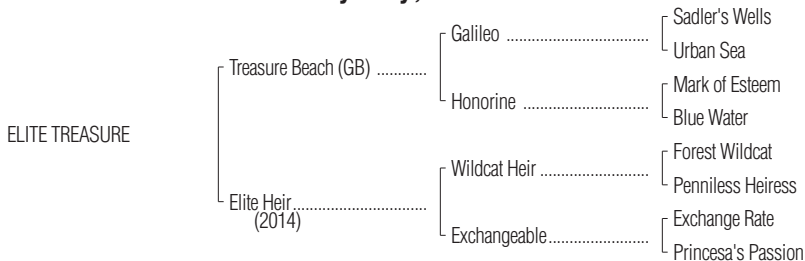 Galileo ................................
Sadler's Wells
Urban Sea
Treasure Beach (GB) ............
Honorine ............................
Mark of Esteem
Blue Water
ELITE TREASURE
Wildcat Heir ........................
Forest Wildcat
Penniless Heiress
Elite Heir..............................
(2014)
Exchangeable......................
Exchange Rate
Princesa's Passion